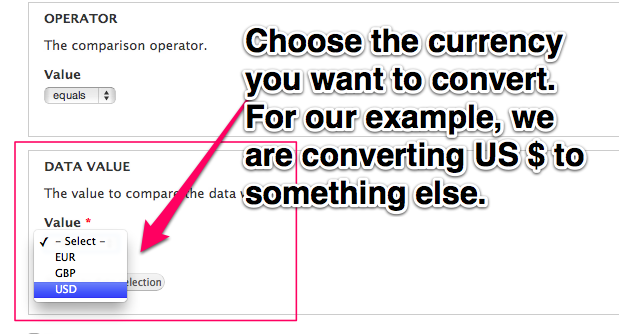 OPERATOR
The comparison operator.
Value
equals
Choose the currency
you want to convert.
For our example, we
are converting US $ to
something else.
DATA VALUE
The value to compare the data
Value *
✓ - Select -
EUR
GBP
USD